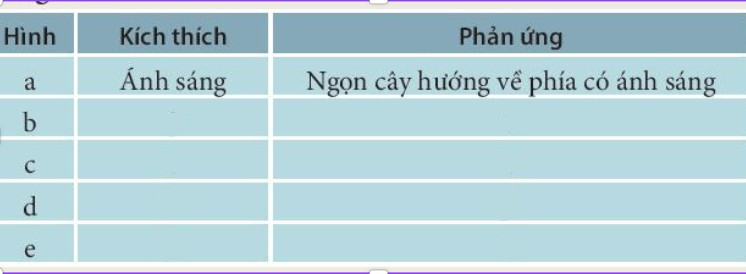 Hình Kích thích Phản ứng
a Ánh sáng Ngọn cây hướng về phía có ánh sáng
b
c
d
e